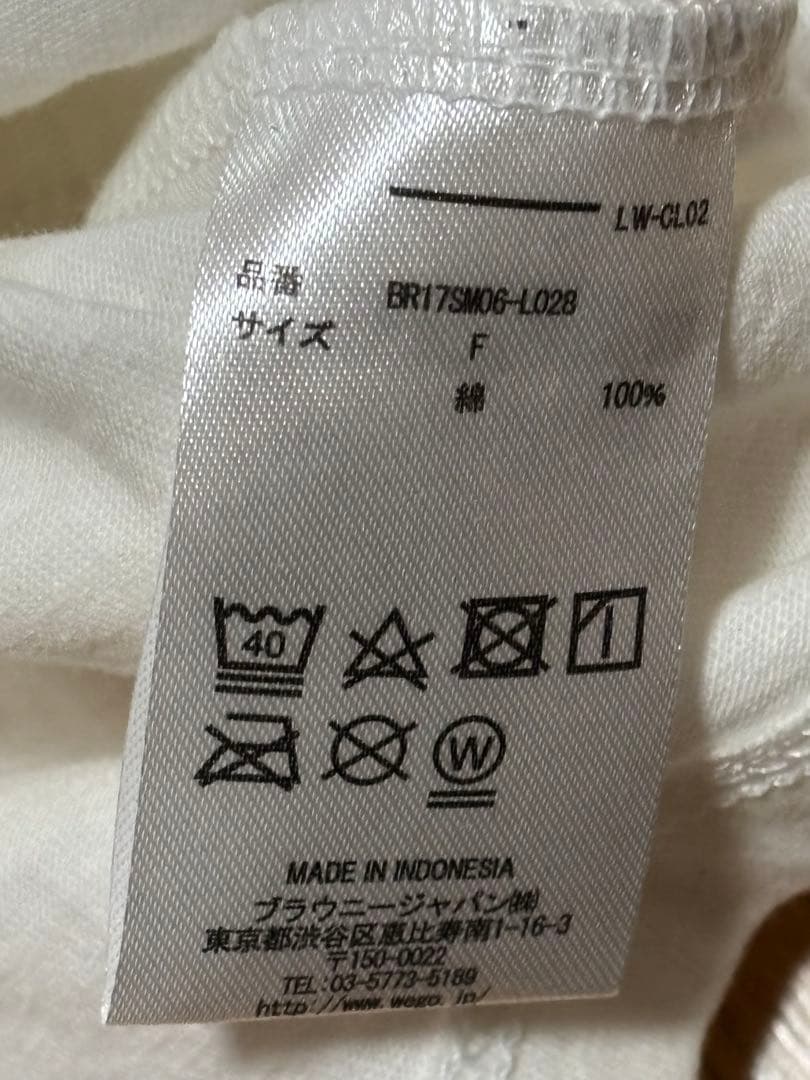 LW-CL02
品番 BR17SM06-L028
サイズ F
綿 100%
40
W
MADE IN INDONESIA
ブラウニージャパン㈱
東京都渋谷区恵比寿南1-16-3
〒150-0022
TEL:03-5773-5189
http://www.wego.jp/